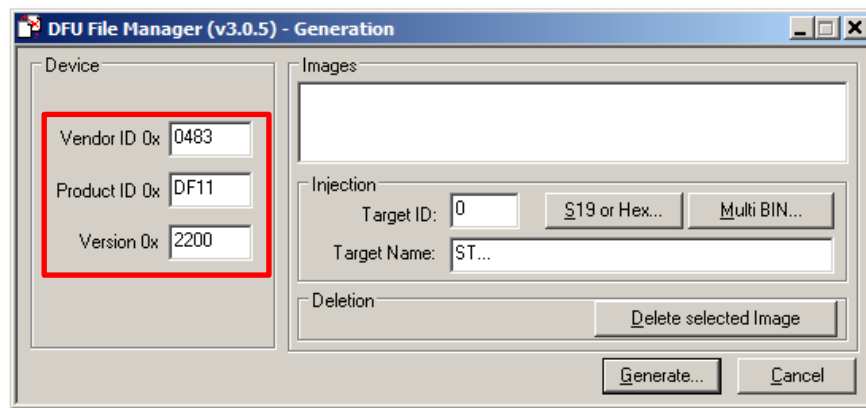 DFU File Manager (v3.0.5) - Generation
Device
Vendor ID 0x 0483
Product ID 0x DF11
Version 0x 2200
Images
Injection
Target ID: 0 S19 or Hex... Multi BIN...
Target Name: ST...
Deletion
Delete selected Image
Generate... Cancel